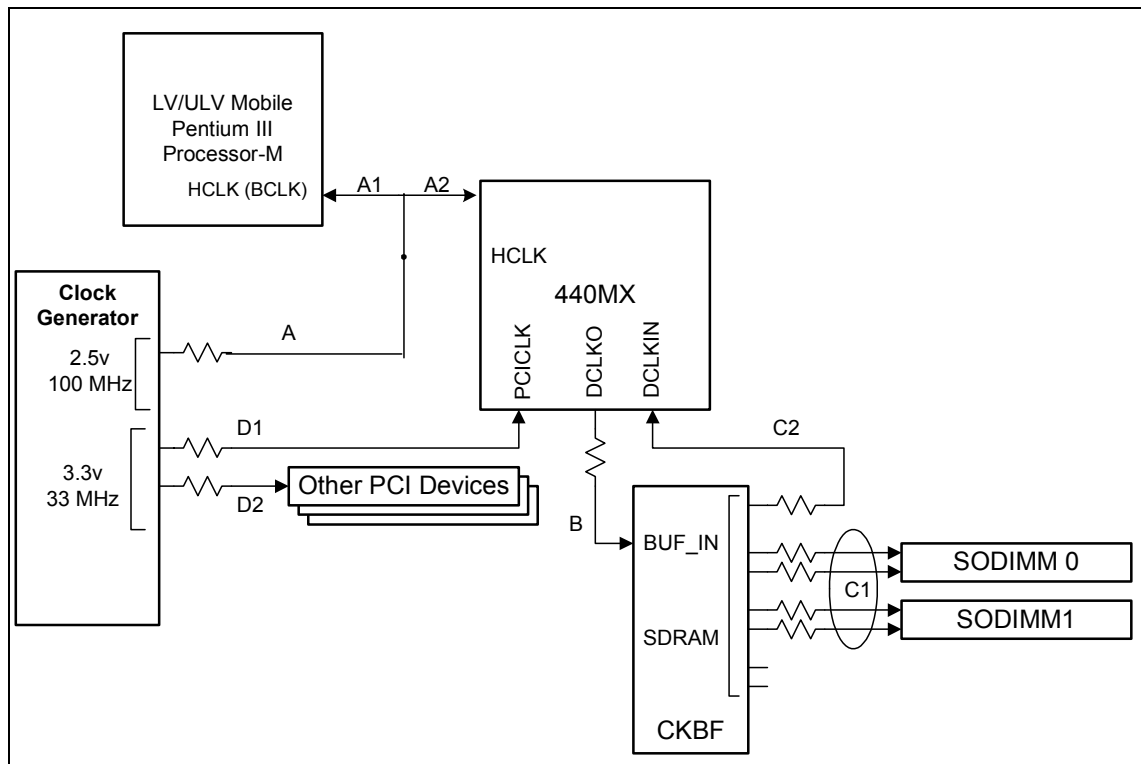 LV/ULV Mobile
Pentium III
Processor-M
HCLK (BCLK)
A1
A2
HCLK
440MX
PCICLK
DCLKO
DCLKIN
Clock
Generator
2.5v
100 MHz
A
D1
3.3v
33 MHz
D2
Other PCI Devices
C2
B
BUF_IN
SDRAM
CKBF
C1
SODIMM 0
SODIMM1